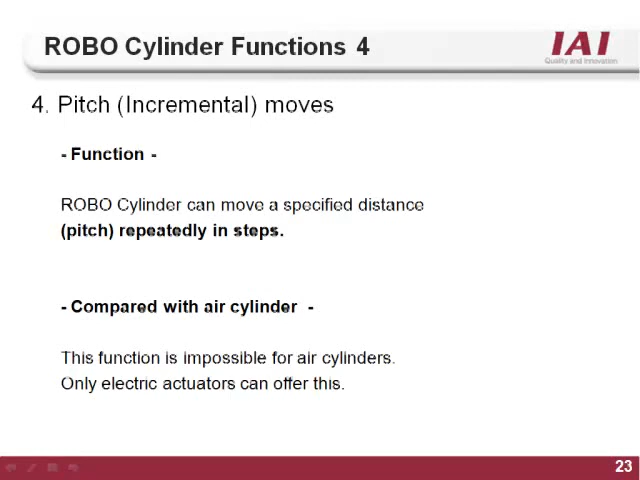 ROBO Cylinder Functions 4
IAI
Quality and Innovation
4. Pitch (Incremental) moves
- Function -
ROBO Cylinder can move a specified distance
(pitch) repeatedly in steps.
- Compared with air cylinder -
This function is impossible for air cylinders.
Only electric actuators can offer this.
23